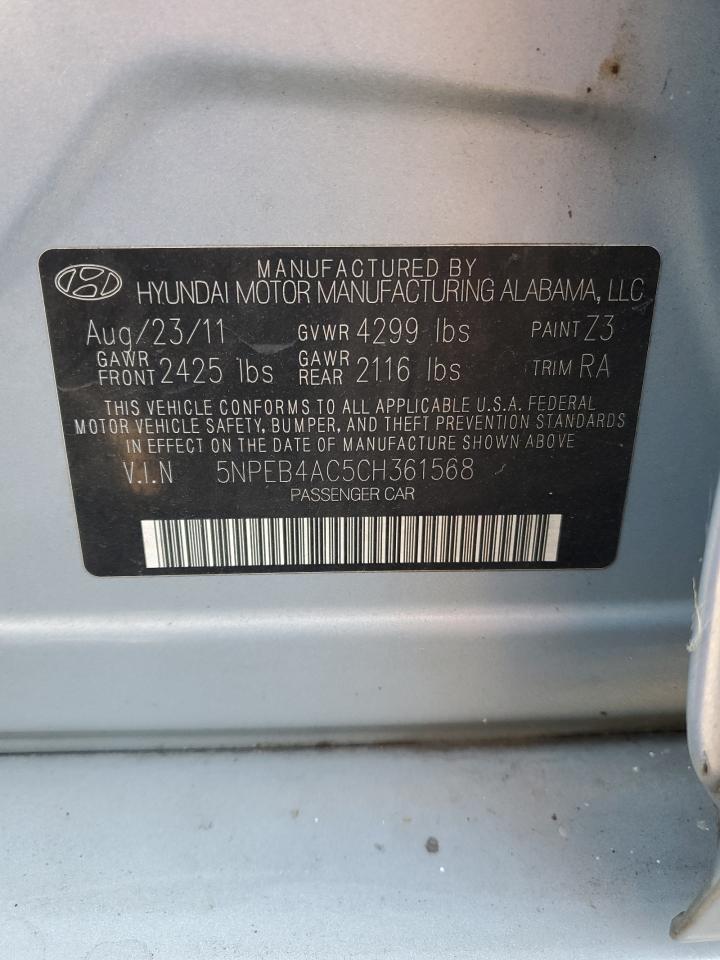 MANUFACTURED BY
HYUNDAI MOTOR MANUFACTURING ALABAMA, LLC
Aug/23/11 GVWR 4299 lbs PAINT Z3
GAWR FRONT 2425 lbs GAWR REAR 2116 lbs TRIM RA
THIS VEHICLE CONFORMS TO ALL APPLICABLE U.S.A. FEDERAL
MOTOR VEHICLE SAFETY, BUMPER, AND THEFT PREVENTION STANDARDS
IN EFFECT ON THE DATE OF MANUFACTURE SHOWN ABOVE
V.I.N 5NPEB4AC5CH361568
PASSENGER CAR